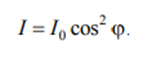 I = I₀ cos² φ.